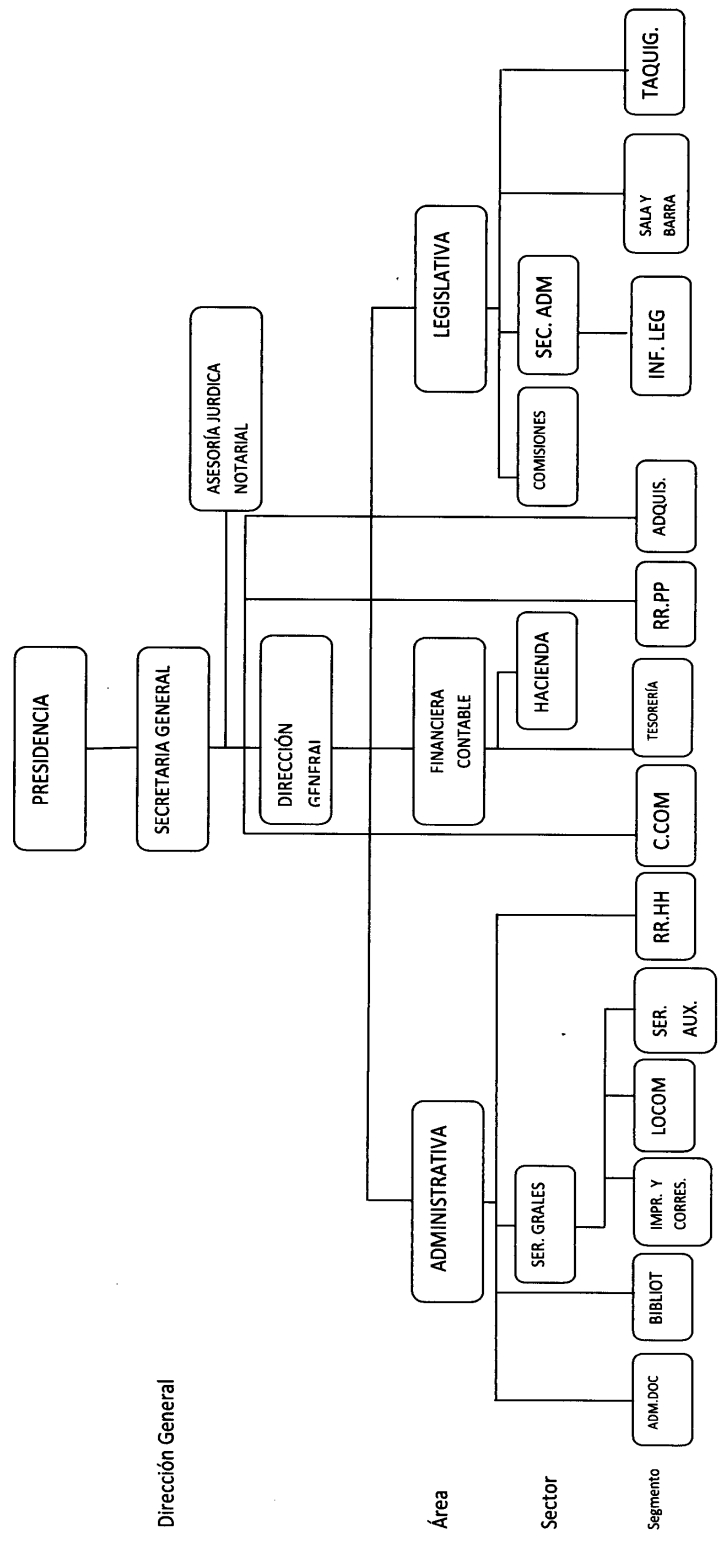 PRESIDENCIA
Dirección General
SECRETARIA GENERAL
ASESORÍA JURDICA
NOTARIAL
DIRECCIÓN
GENERAL
Área
ADMINISTRATIVA
FINANCIERA
CONTABLE
LEGISLATIVA
Sector
SER. GRALES
HACIENDA
COMISIONES
SEC. ADM
Segmento
ADM.DOC
BIBLIOT
IMPR. Y
CORRES.
LOCOM
SER.
AUX.
RR.HH
C.COM
TESORERÍA
RR.PP
ADQUIS.
INF. LEG
SALA Y
BARRA
TAQUIG.